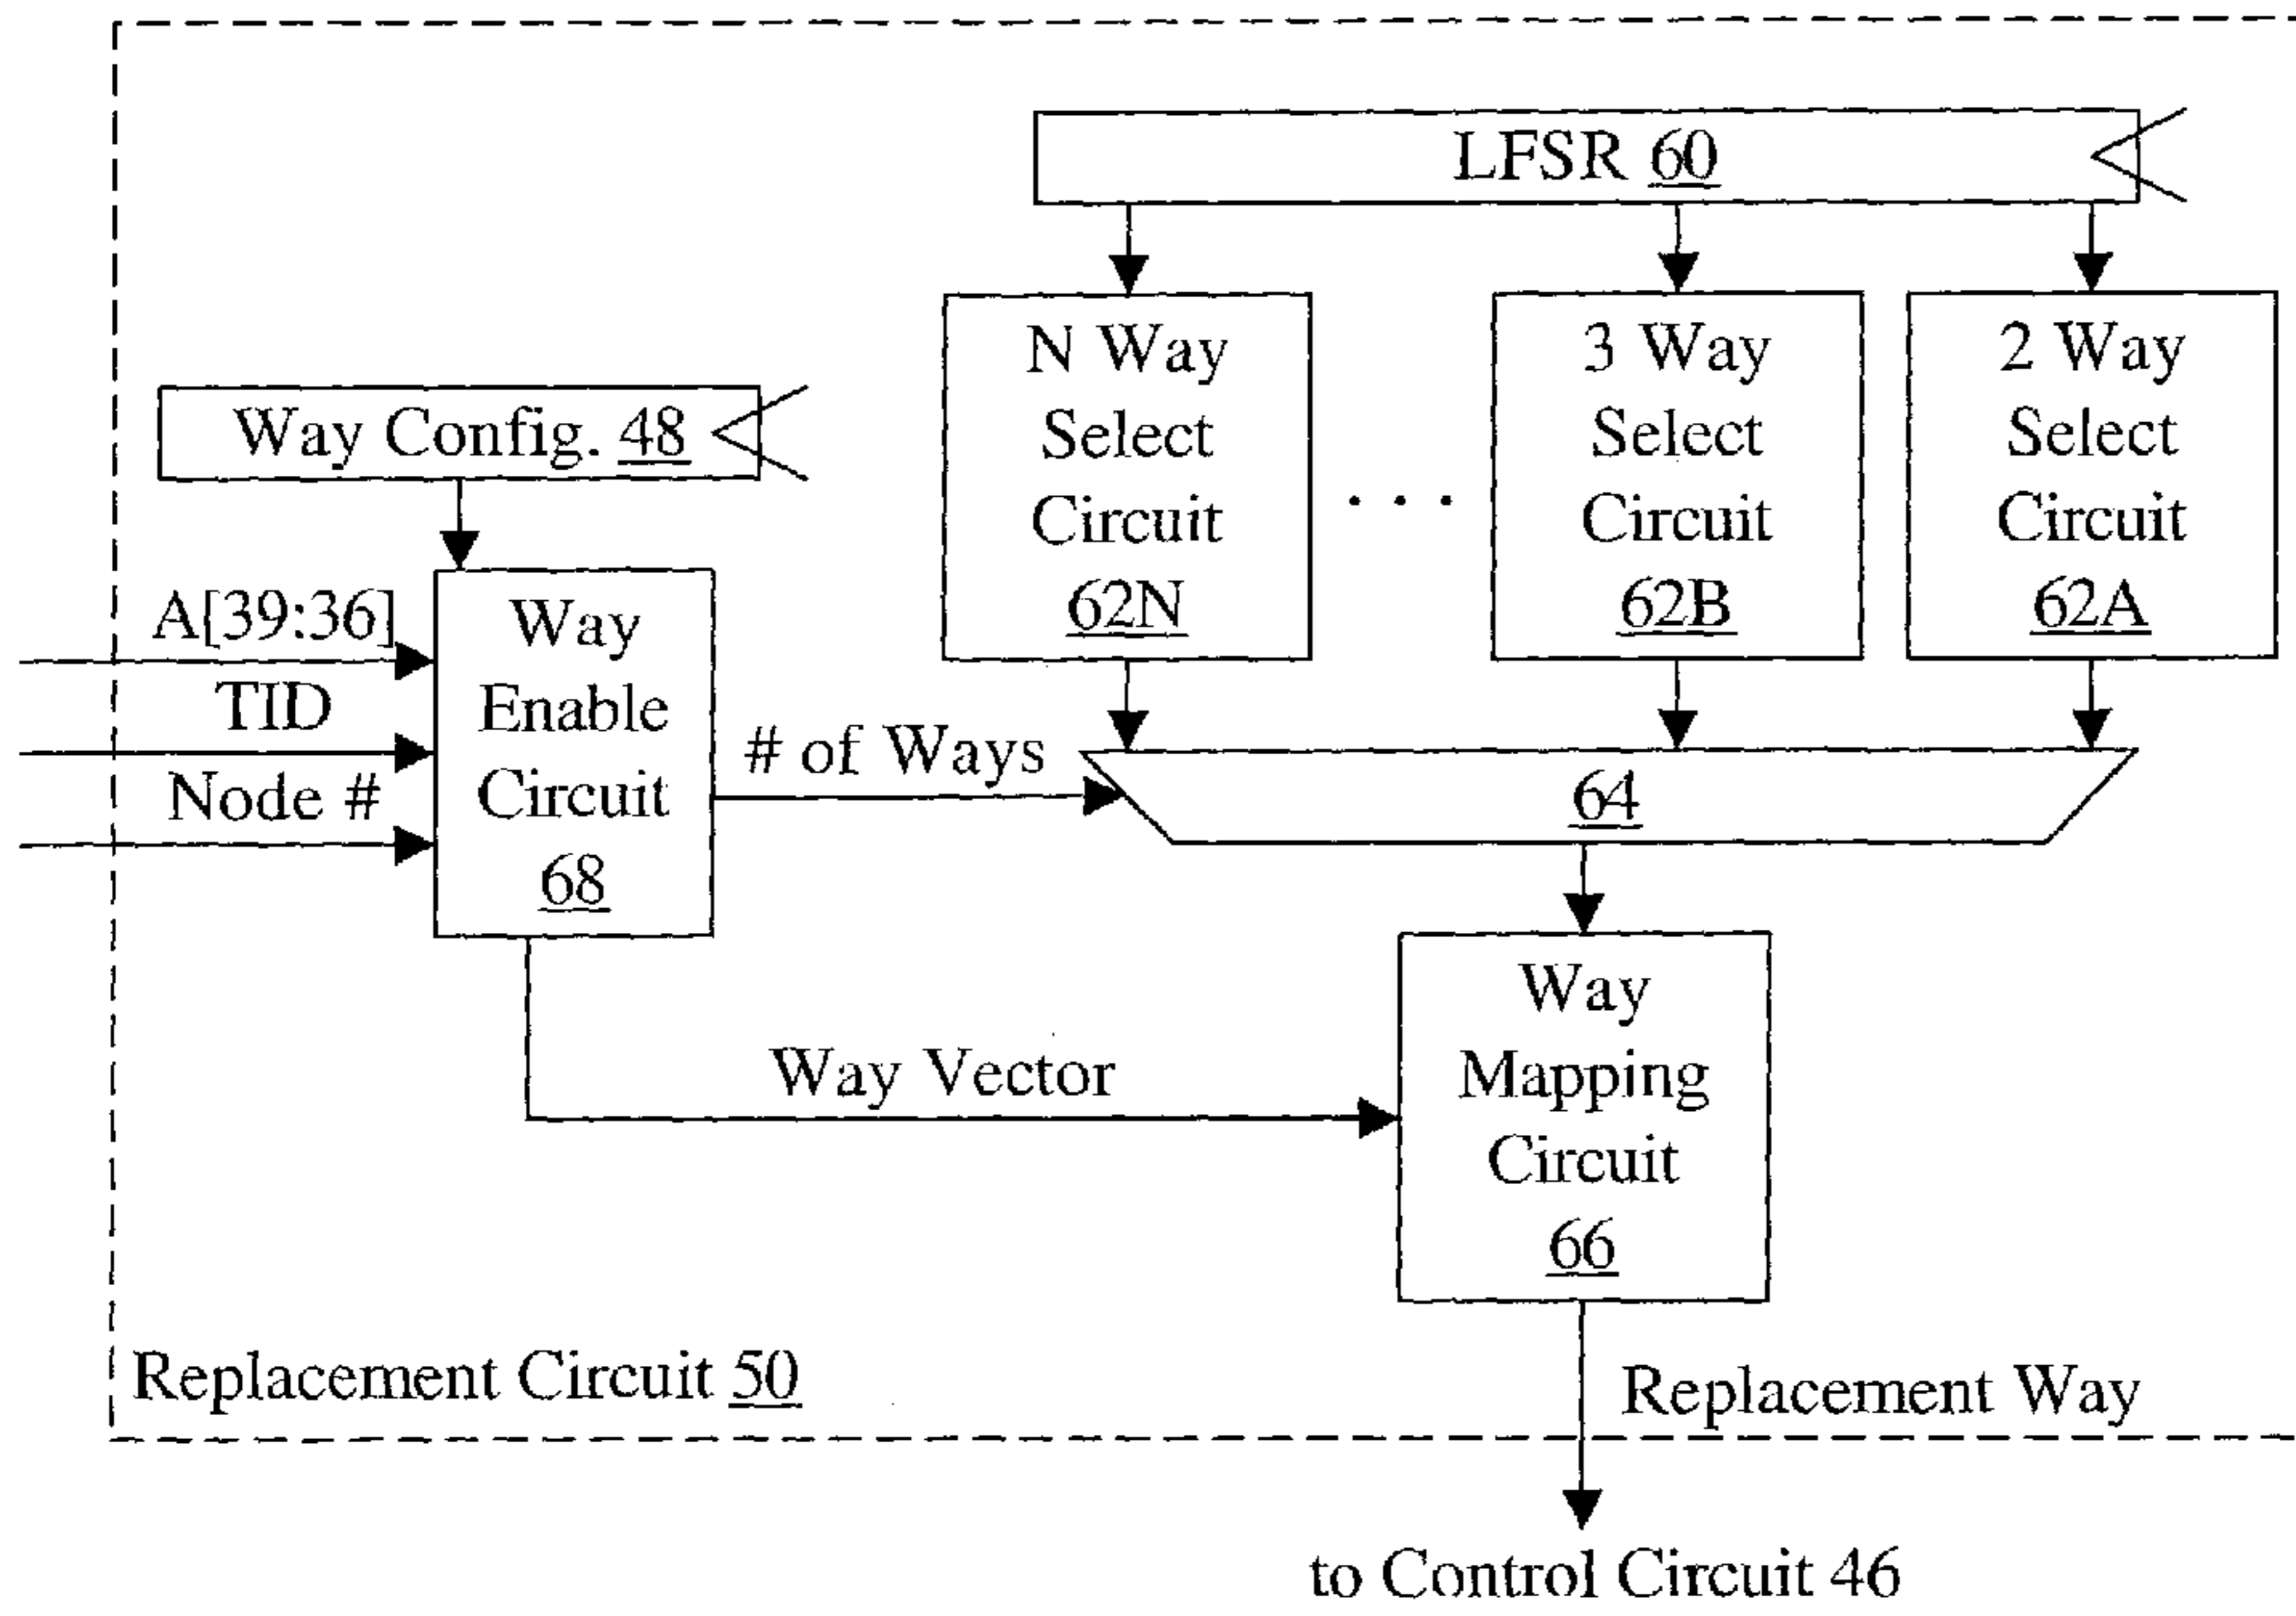 LFSR 60
N Way
Select
Circuit
62N
. . .
3 Way
Select
Circuit
62B
2 Way
Select
Circuit
62A
Way Config. 48
A[39:36]
TID
Node #
Way
Enable
Circuit
68
# of Ways
64
Way Vector
Way
Mapping
Circuit
66
Replacement Circuit 50
Replacement Way
to Control Circuit 46